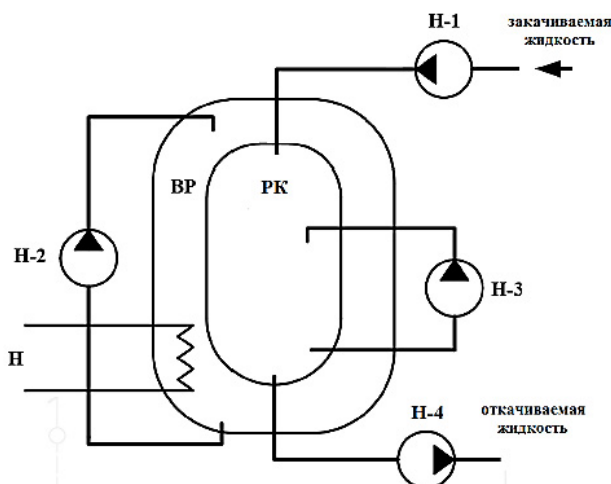 Н-1
закачиваемая
жидкость
ВР
РК
Н-2
Н-3
Н
Н-4
откачиваемая
жидкость